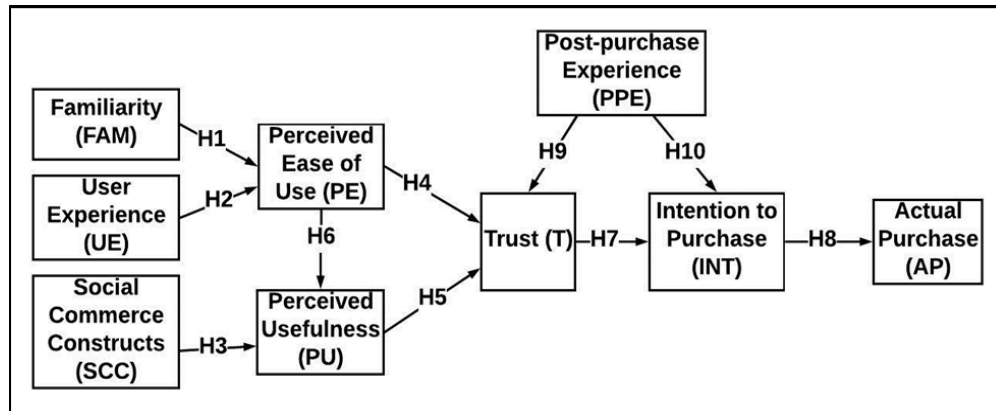 Post-purchase
Experience
(PPE)
Familiarity
(FAM)
H1
User
Experience
(UE)
H2
Social
Commerce
Constructs
(SCC)
H3
Perceived
Ease of
Use (PE)
H4
H6
Perceived
Usefulness
(PU)
H5
H9
H10
Trust (T)
H7
Intention to
Purchase
(INT)
H8
Actual
Purchase
(AP)